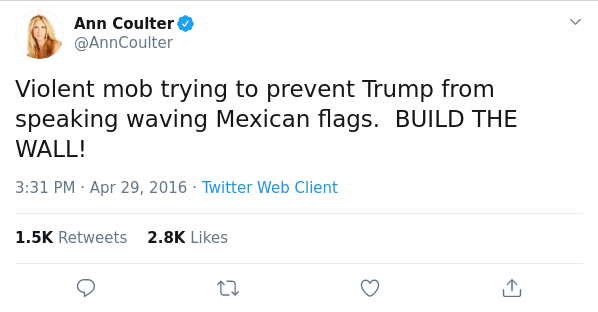 Ann Coulter
@AnnCoulter
Violent mob trying to prevent Trump from
speaking waving Mexican flags.  BUILD THE
WALL!
3:31 PM · Apr 29, 2016 · Twitter Web Client
1.5K Retweets 2.8K Likes